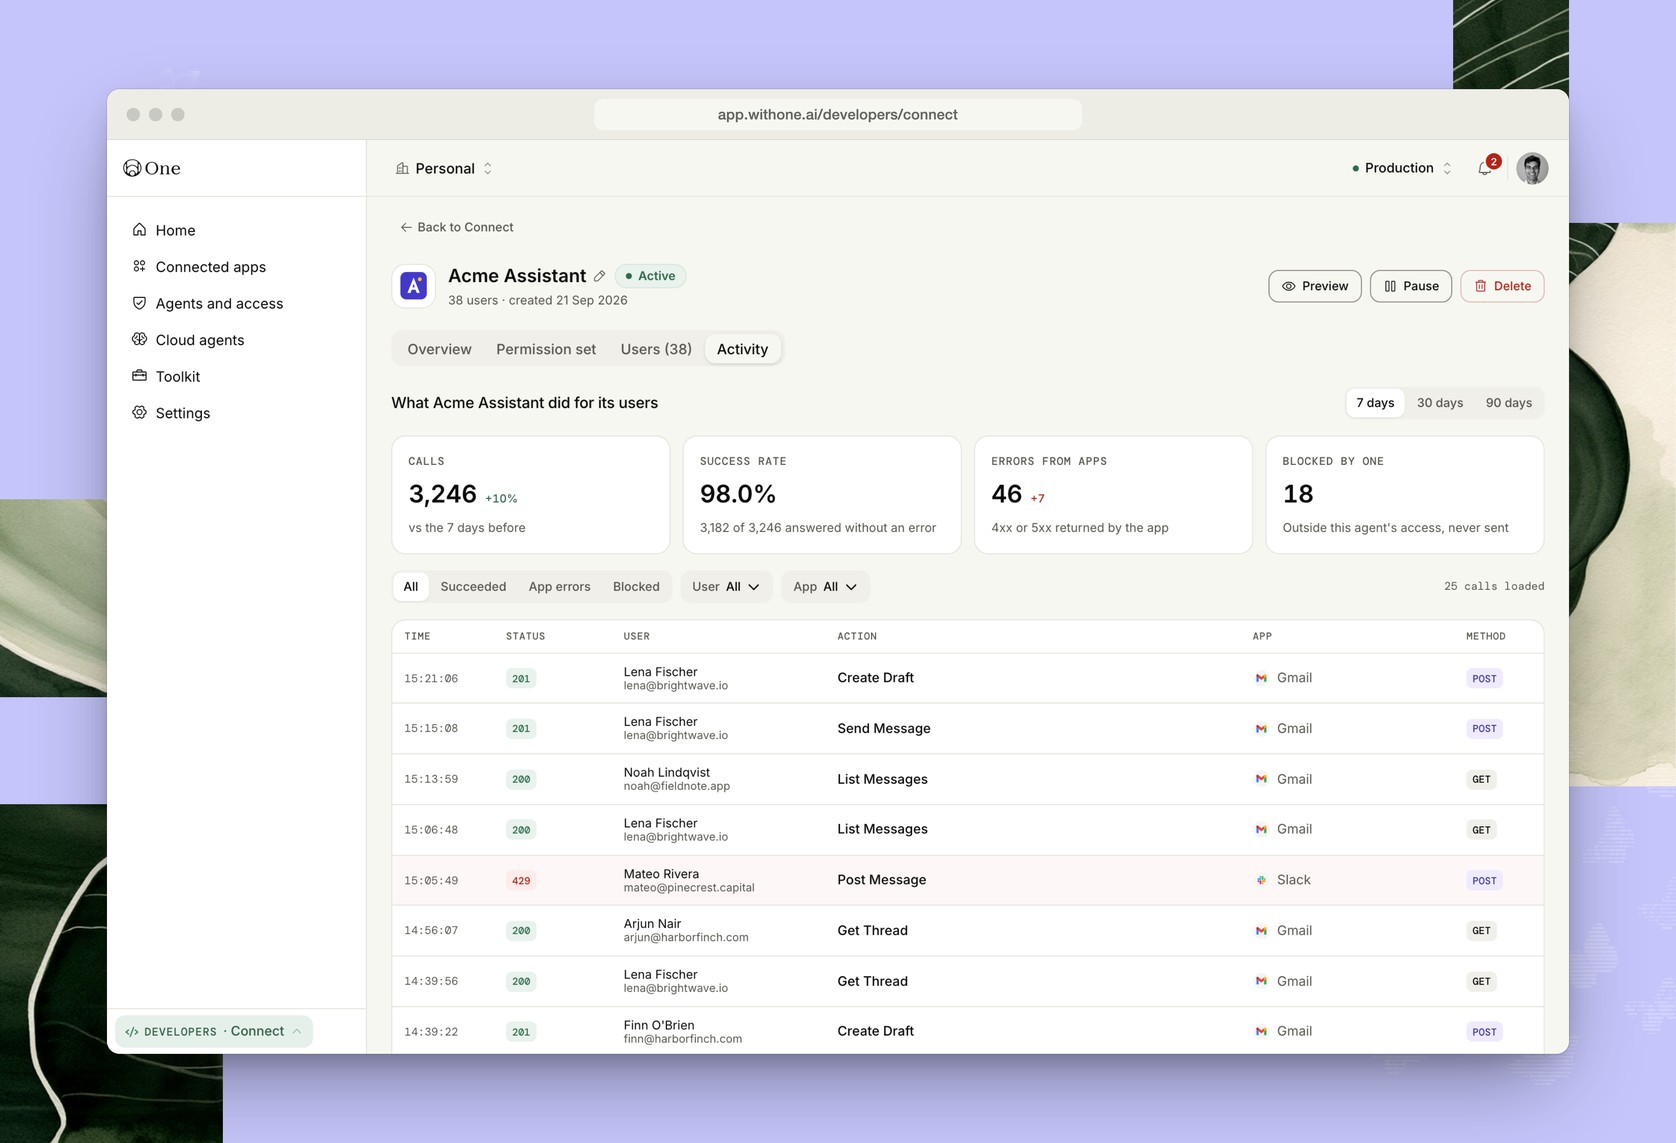 app.withone.ai/developers/connect
One
Personal
Production
2
Home
Connected apps
Agents and access
Cloud agents
Toolkit
Settings
DEVELOPERS · Connect
Back to Connect
A
Acme Assistant
Active
38 users · created 21 Sep 2026
Preview
Pause
Delete
Overview
Permission set
Users (38)
Activity
What Acme Assistant did for its users
7 days
30 days
90 days
CALLS
3,246 +10%
vs the 7 days before
SUCCESS RATE
98.0%
3,182 of 3,246 answered without an error
ERRORS FROM APPS
46 +7
4xx or 5xx returned by the app
BLOCKED BY ONE
18
Outside this agent's access, never sent
All
Succeeded
App errors
Blocked
User All
App All
25 calls loaded
TIME STATUS USER ACTION APP METHOD
15:21:06 201 Lena Fischer Create Draft Gmail POST
lena@brightwave.io
15:15:08 201 Lena Fischer Send Message Gmail POST
lena@brightwave.io
15:13:59 200 Noah Lindqvist List Messages Gmail GET
noah@fieldnote.app
15:06:48 200 Lena Fischer List Messages Gmail GET
lena@brightwave.io
15:05:49 429 Mateo Rivera Post Message Slack POST
mateo@pinecrest.capital
14:56:07 200 Arjun Nair Get Thread Gmail GET
arjun@harborfinch.com
14:39:56 200 Lena Fischer Get Thread Gmail GET
lena@brightwave.io
14:39:22 201 Finn O'Brien Create Draft Gmail POST
finn@harborfinch.com